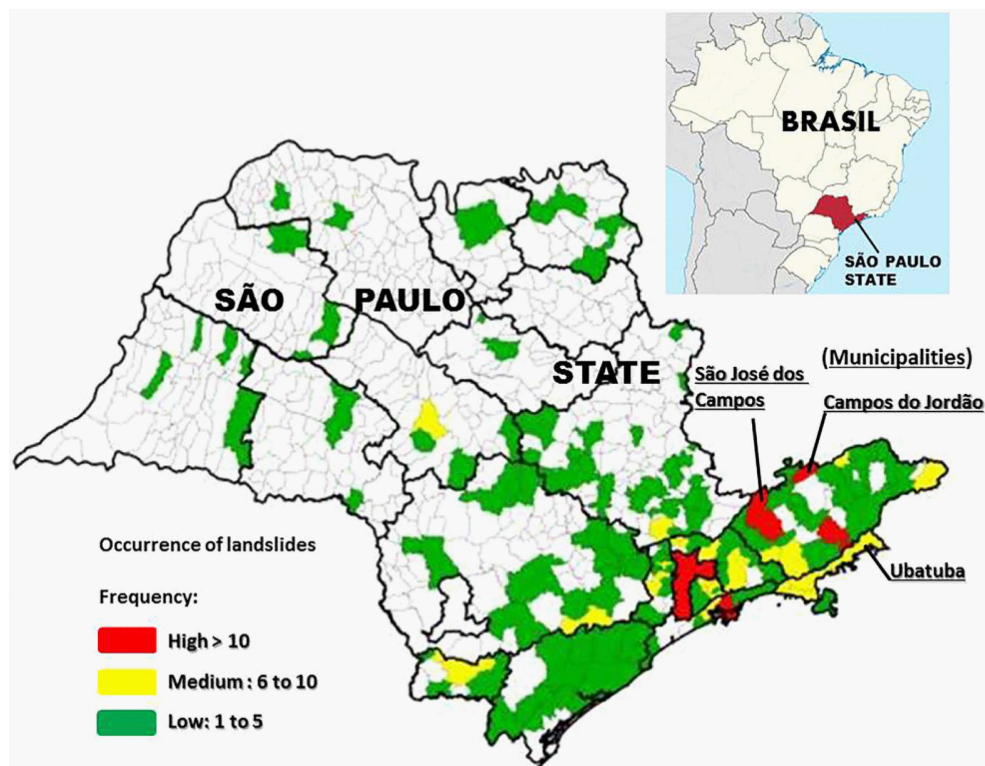 BRASIL
SÃO PAULO
STATE
SÃO PAULO
STATE
São José dos
Campos
(Municipalities)
Campos do Jordão
Ubatuba
Occurrence of landslides
Frequency:
High > 10
Medium : 6 to 10
Low: 1 to 5